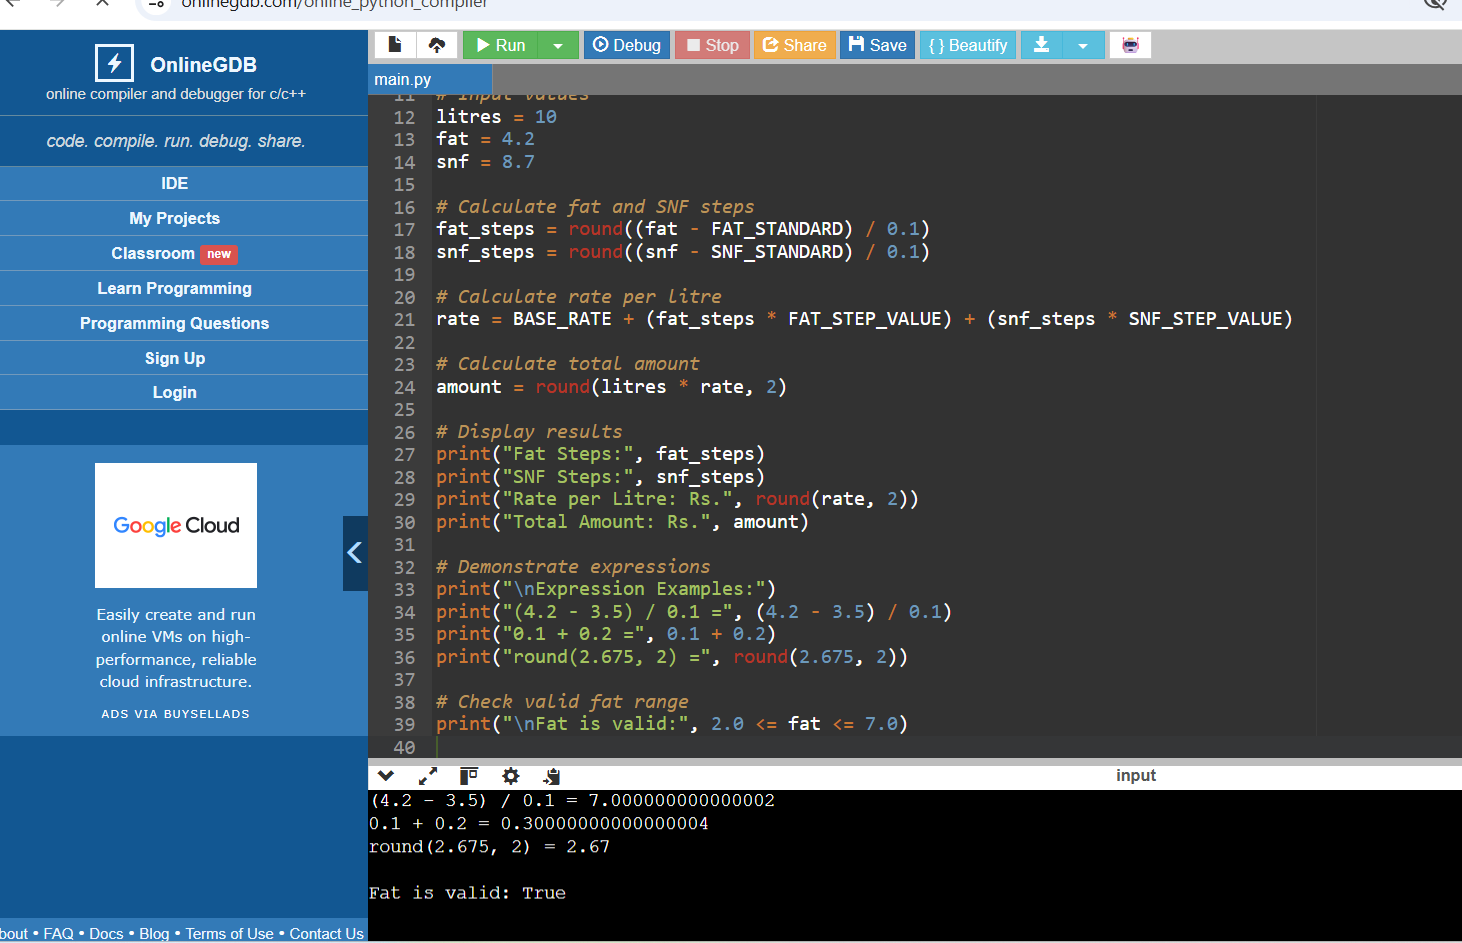 onlinegdb.com/online_python_compiler
OnlineGDB
online compiler and debugger for c/c++
code. compile. run. debug. share.
IDE
My Projects
Classroom new
Learn Programming
Programming Questions
Sign Up
Login
Google Cloud
Easily create and run
online VMs on high-
performance, reliable
cloud infrastructure.
ADS VIA BUYSELLADS
bout • FAQ • Docs • Blog • Terms of Use • Contact Us
Run Debug Stop Share Save { } Beautify
main.py
11 # Input values
12 litres = 10
13 fat = 4.2
14 snf = 8.7
15
16 # Calculate fat and SNF steps
17 fat_steps = round((fat - FAT_STANDARD) / 0.1)
18 snf_steps = round((snf - SNF_STANDARD) / 0.1)
19
20 # Calculate rate per litre
21 rate = BASE_RATE + (fat_steps * FAT_STEP_VALUE) + (snf_steps * SNF_STEP_VALUE)
22
23 # Calculate total amount
24 amount = round(litres * rate, 2)
25
26 # Display results
27 print("Fat Steps:", fat_steps)
28 print("SNF Steps:", snf_steps)
29 print("Rate per Litre: Rs.", round(rate, 2))
30 print("Total Amount: Rs.", amount)
31
32 # Demonstrate expressions
33 print("\nExpression Examples:")
34 print("(4.2 - 3.5) / 0.1 =", (4.2 - 3.5) / 0.1)
35 print("0.1 + 0.2 =", 0.1 + 0.2)
36 print("round(2.675, 2) =", round(2.675, 2))
37
38 # Check valid fat range
39 print("\nFat is valid:", 2.0 <= fat <= 7.0)
40
input
(4.2 - 3.5) / 0.1 = 7.000000000000002
0.1 + 0.2 = 0.30000000000000004
round(2.675, 2) = 2.67
Fat is valid: True